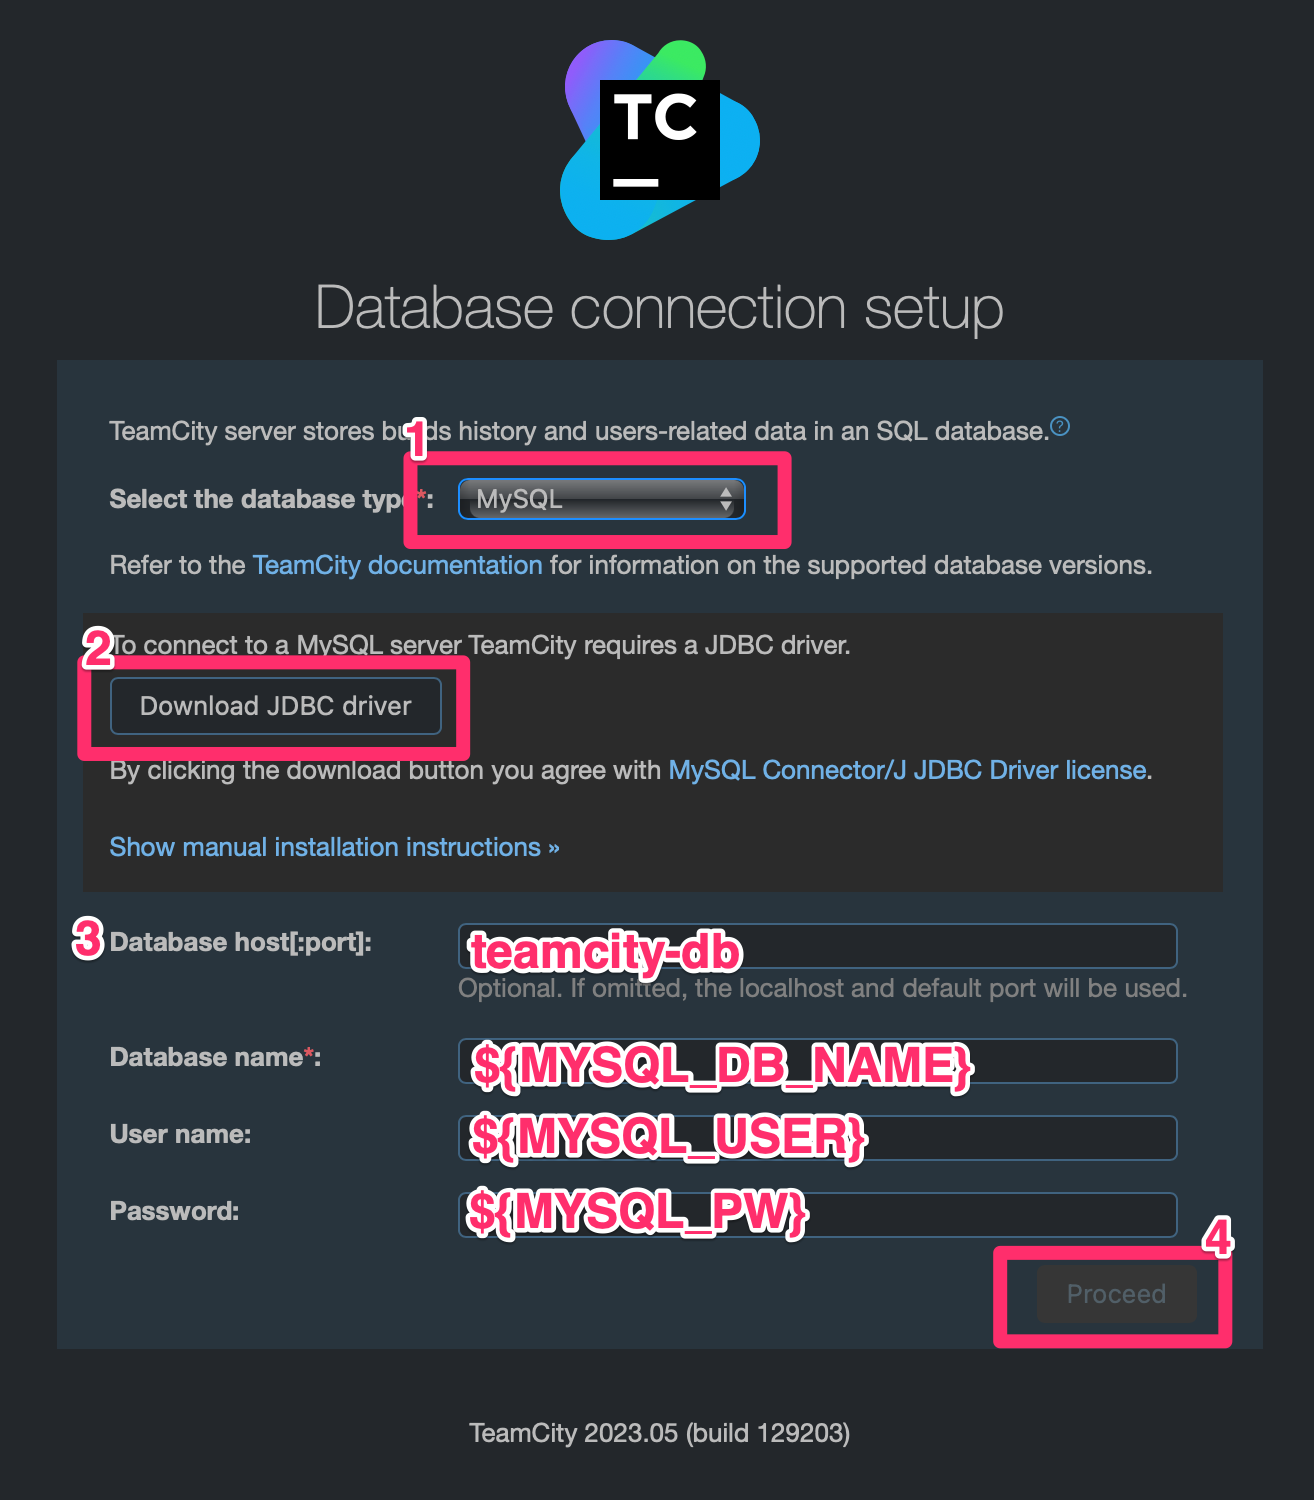 TC
Database connection setup
TeamCity server stores builds history and users-related data in an SQL database. ?
1
Select the database type*: MySQL
Refer to the TeamCity documentation for information on the supported database versions.
2
To connect to a MySQL server TeamCity requires a JDBC driver.
Download JDBC driver
By clicking the download button you agree with MySQL Connector/J JDBC Driver license.
Show manual installation instructions »
3 Database host[:port]: teamcity-db
Optional. If omitted, the localhost and default port will be used.
Database name*: ${MYSQL_DB_NAME}
User name: ${MYSQL_USER}
Password: ${MYSQL_PW}
4
Proceed
TeamCity 2023.05 (build 129203)